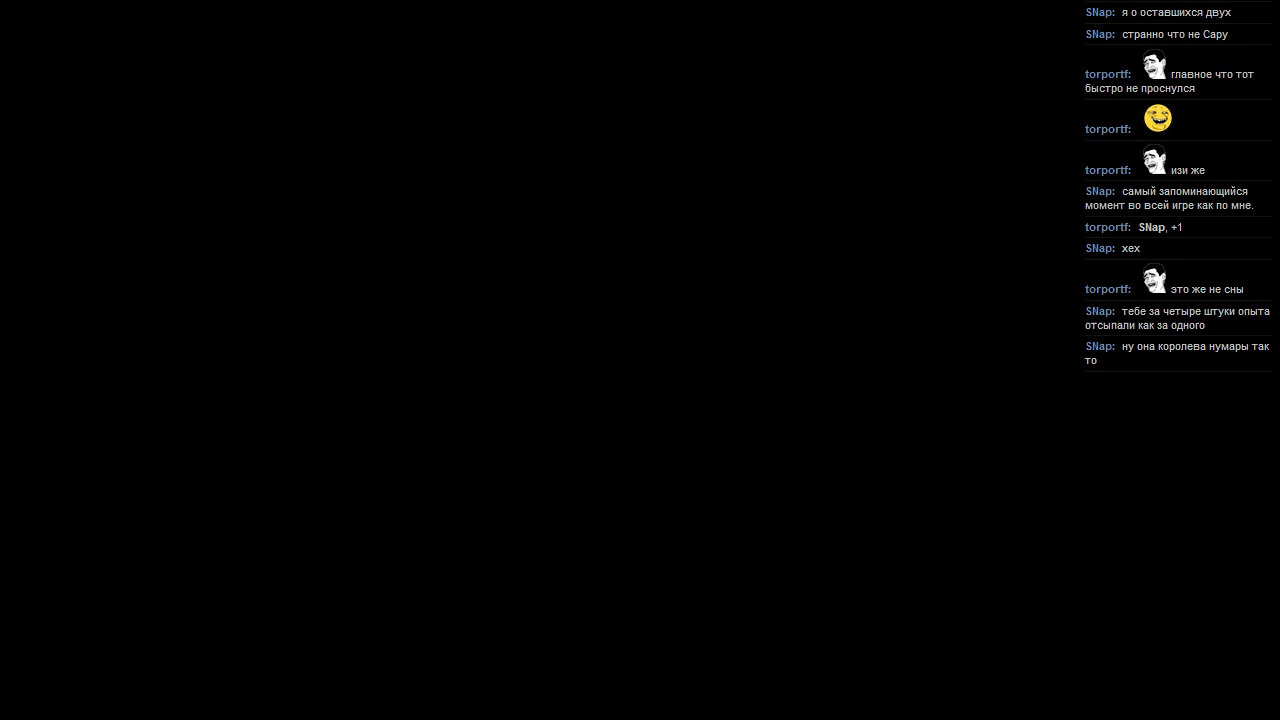 SNap: я о оставшихся двух
SNap: странно что не Сару
torportf: главное что тот
быстро не проснулся
torportf:
torportf: изи же
SNap: самый запоминающийся
момент во всей игре как по мне.
torportf: SNap, +1
SNap: хех
torportf: это же не сны
SNap: тебе за четыре штуки опыта
отсыпали как за одного
SNap: ну она королева нумары так
то